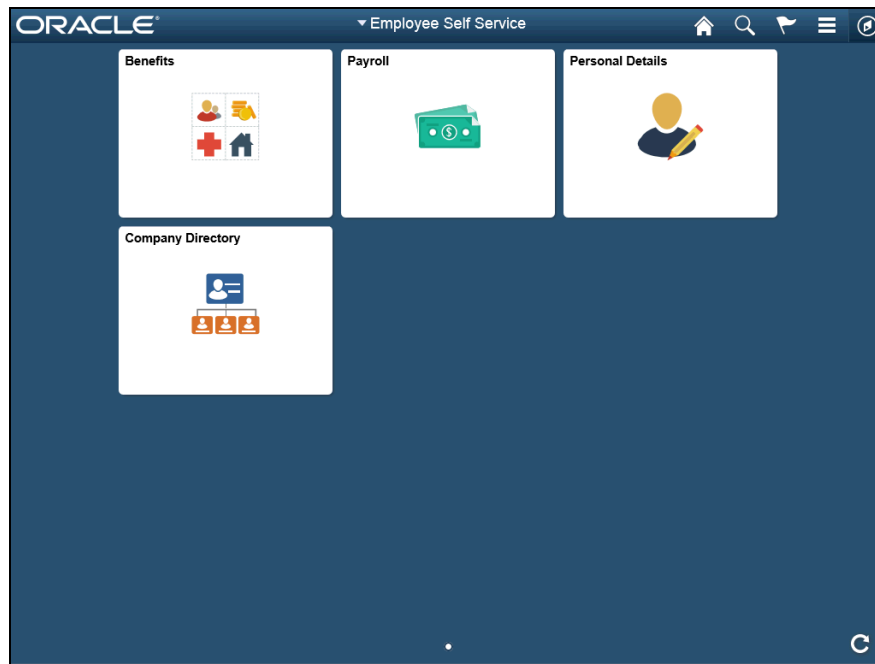 ORACLE®
Employee Self Service
Benefits
Payroll
Personal Details
Company Directory